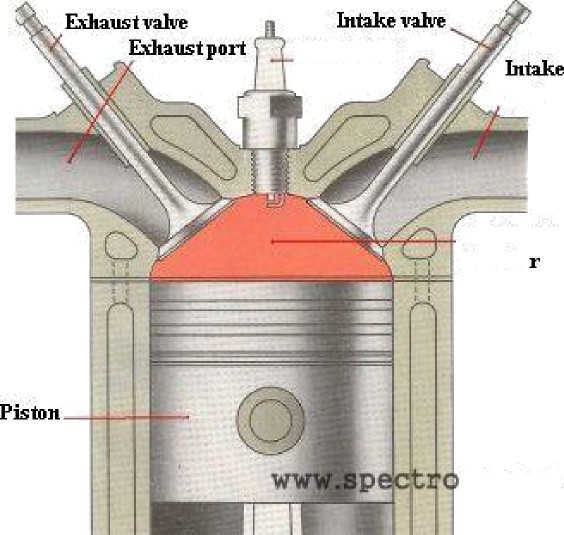 Exhaust valve
Intake valve
Exhaust port
Intake
r
Piston
www.spectro